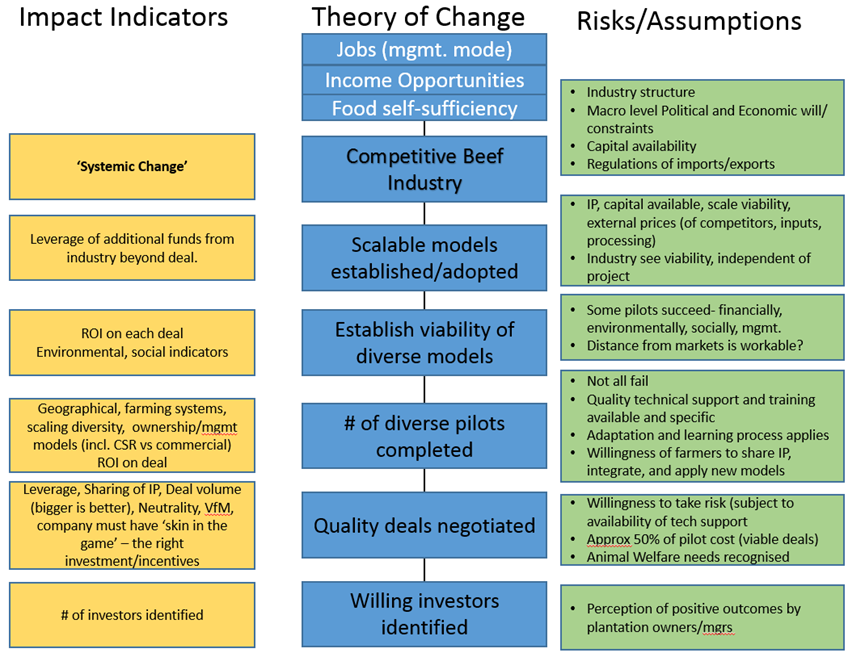 Impact Indicators
Theory of Change
Risks/Assumptions
Jobs (mgmt. mode)
Income Opportunities
Food self-sufficiency
• Industry structure
• Macro level Political and Economic will/
constraints
• Capital availability
• Regulations of imports/exports
‘Systemic Change’
Competitive Beef
Industry
• IP, capital available, scale viability,
external prices (of competitors, inputs,
processing)
• Industry see viability, independent of
project
Leverage of additional funds from
industry beyond deal.
Scalable models
established/adopted
ROI on each deal
Environmental, social indicators
Establish viability of
diverse models
• Some pilots succeed- financially,
environmentally, socially, mgmt.
• Distance from markets is workable?
Geographical, farming systems,
scaling diversity,  ownership/mgmt
models (incl. CSR vs commercial)
ROI on deal
# of diverse pilots
completed
• Not all fail
• Quality technical support and training
available and specific
• Adaptation and learning process applies
• Willingness of farmers to share IP,
integrate, and apply new models
Leverage, Sharing of IP, Deal volume
(bigger is better), Neutrality, VfM,
company must have ‘skin in the
game’ – the right
investment/incentives
Quality deals negotiated
• Willingness to take risk (subject to
availability of tech support
• Approx 50% of pilot cost (viable deals)
• Animal Welfare needs recognised
# of investors identified
Willing investors
identified
• Perception of positive outcomes by
plantation owners/mgrs